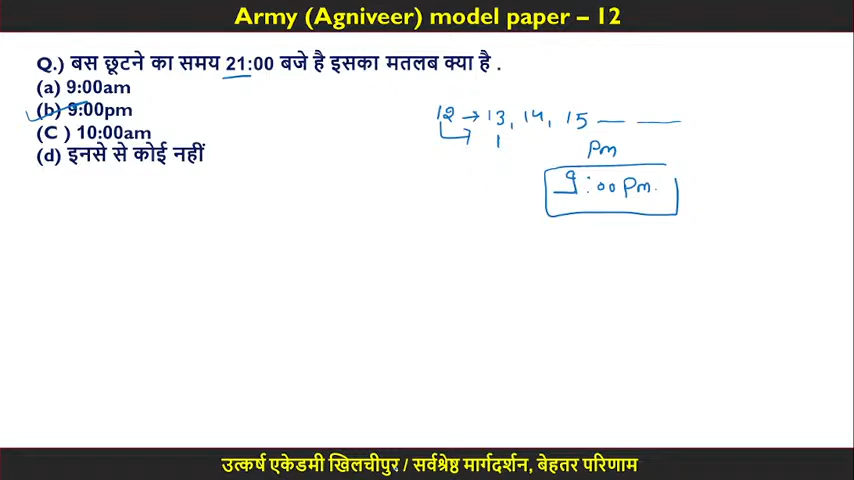 Army (Agniveer) model paper – 12
Q.) बस छूटने का समय 21:00 बजे है इसका मतलब क्या है .
(a) 9:00am
(b) 9:00pm
(C ) 10:00am
(d) इनसे से कोई नहीं
12 → 13, 14, 15
1
Pm
9:00 Pm.
उत्कर्ष एकेडमी खिलचीपुर / सर्वश्रेष्ठ मार्गदर्शन, बेहतर परिणाम